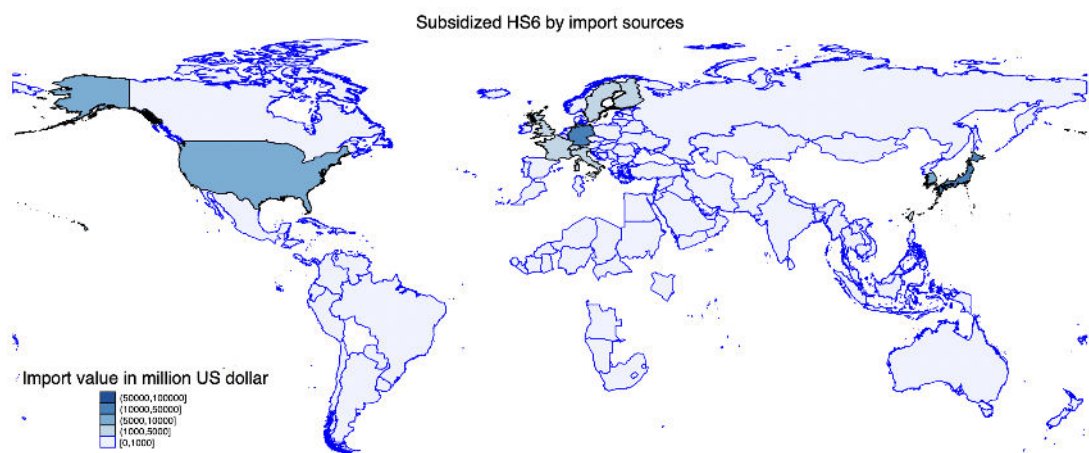 Subsidized HS6 by import sources
Import value in million US dollar
(50000,100000]
(10000,50000]
(5000,10000]
(1000,5000]
[0,1000]